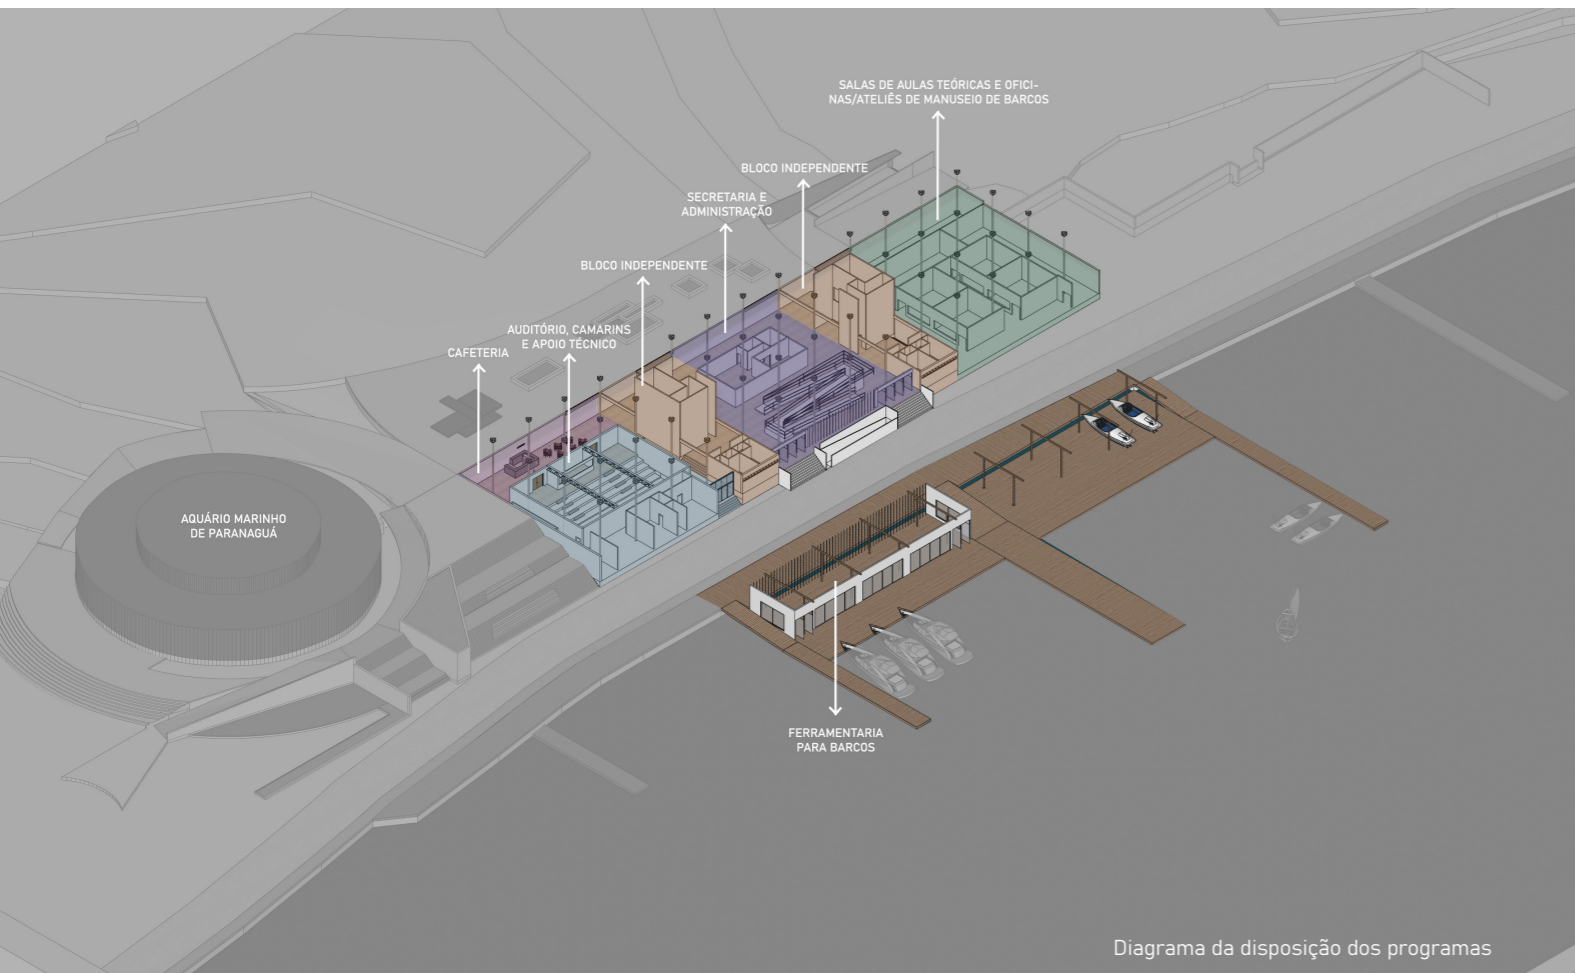 SALAS DE AULAS TEÓRICAS E OFICI-
NAS/ATELIÊS DE MANUSEIO DE BARCOS
BLOCO INDEPENDENTE
SECRETARIA E
ADMINISTRAÇÃO
BLOCO INDEPENDENTE
AUDITÓRIO, CAMARINS
E APOIO TÉCNICO
CAFETERIA
AQUÁRIO MARINHO
DE PARANAGUÁ
FERRAMENTARIA
PARA BARCOS
Diagrama da disposição dos programas